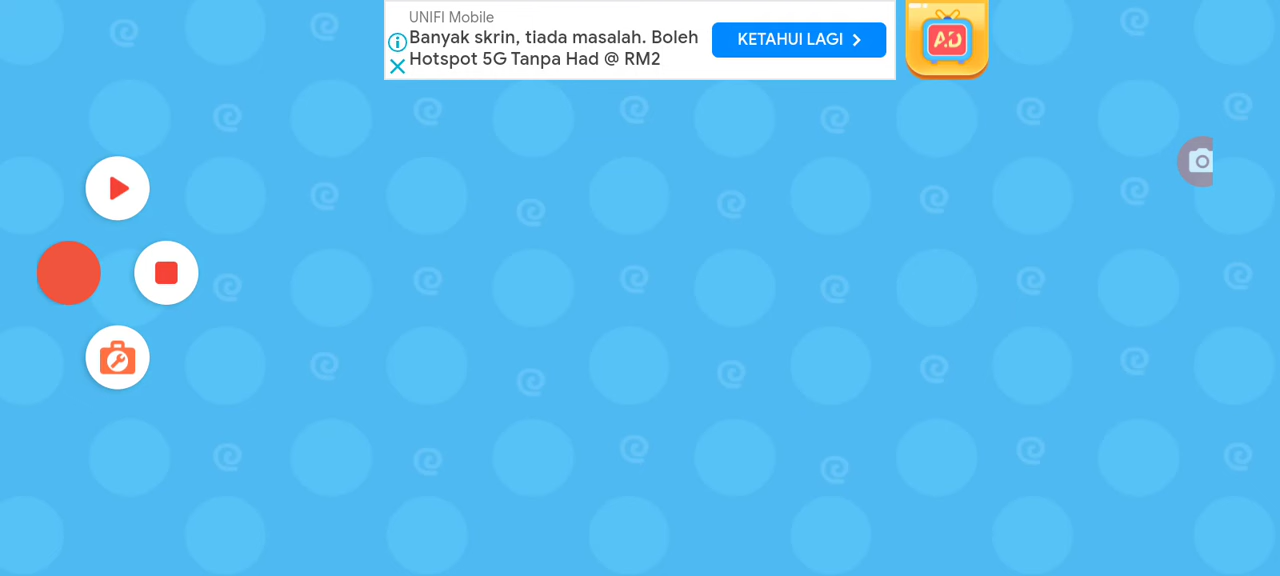 UNIFI Mobile
Banyak skrin, tiada masalah. Boleh
Hotspot 5G Tanpa Had @ RM2
KETAHUI LAGI
AD